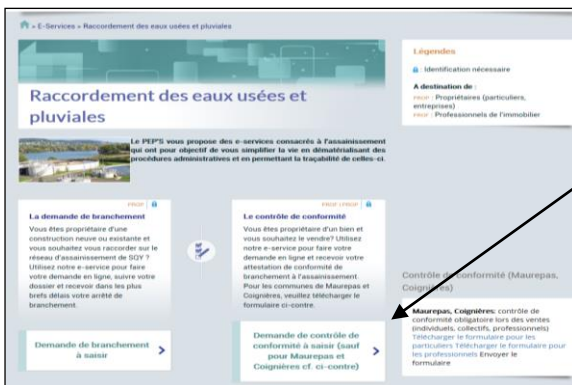 » E-Services » Raccordement des eaux usées et pluviales
Raccordement des eaux usées et
pluviales
Le PEP'S vous propose des e-services consacrés à l'assainissement
qui ont pour objectif de vous simplifier la vie en dématérialisant des
procédures administratives et en permettant la traçabilité de celles-ci.
PROP |
La demande de branchement
Vous êtes propriétaire d'une
construction neuve ou existante et
vous souhaitez vous raccorder sur le
réseau d'assainissement de SQY ?
Utilisez notre e-service pour faire
votre demande en ligne, suivre votre
dossier et recevoir dans les plus
brefs délais votre arrêté de
branchement.
Demande de branchement
à saisir
Le contrôle de conformité
Vous êtes propriétaire d'un bien et
vous souhaitez le vendre? Utilisez
notre e-service pour faire votre
demande en ligne et recevoir votre
attestation de conformité de
branchement à l'assainissement.
Pour les communes de Maurepas et
Coignières, veuillez télécharger le
formulaire ci-contre.
Demande de contrôle de
conformité à saisir (sauf
pour Maurepas et
Coignières cf. ci-contre)
Légendes
: Identification nécessaire
A destination de :
PROP : Propriétaires (particuliers,
entreprises)
: Professionnels de l'immobilier
Contrôle de conformité (Maurepas,
Coignières)
Maurepas, Coignières: contrôle de
conformité obligatoire lors des ventes
(individuels, collectifs, professionnels)
Télécharger le formulaire pour les
particuliers Télécharger le formulaire pour
les professionnels Envoyer le
formulaire